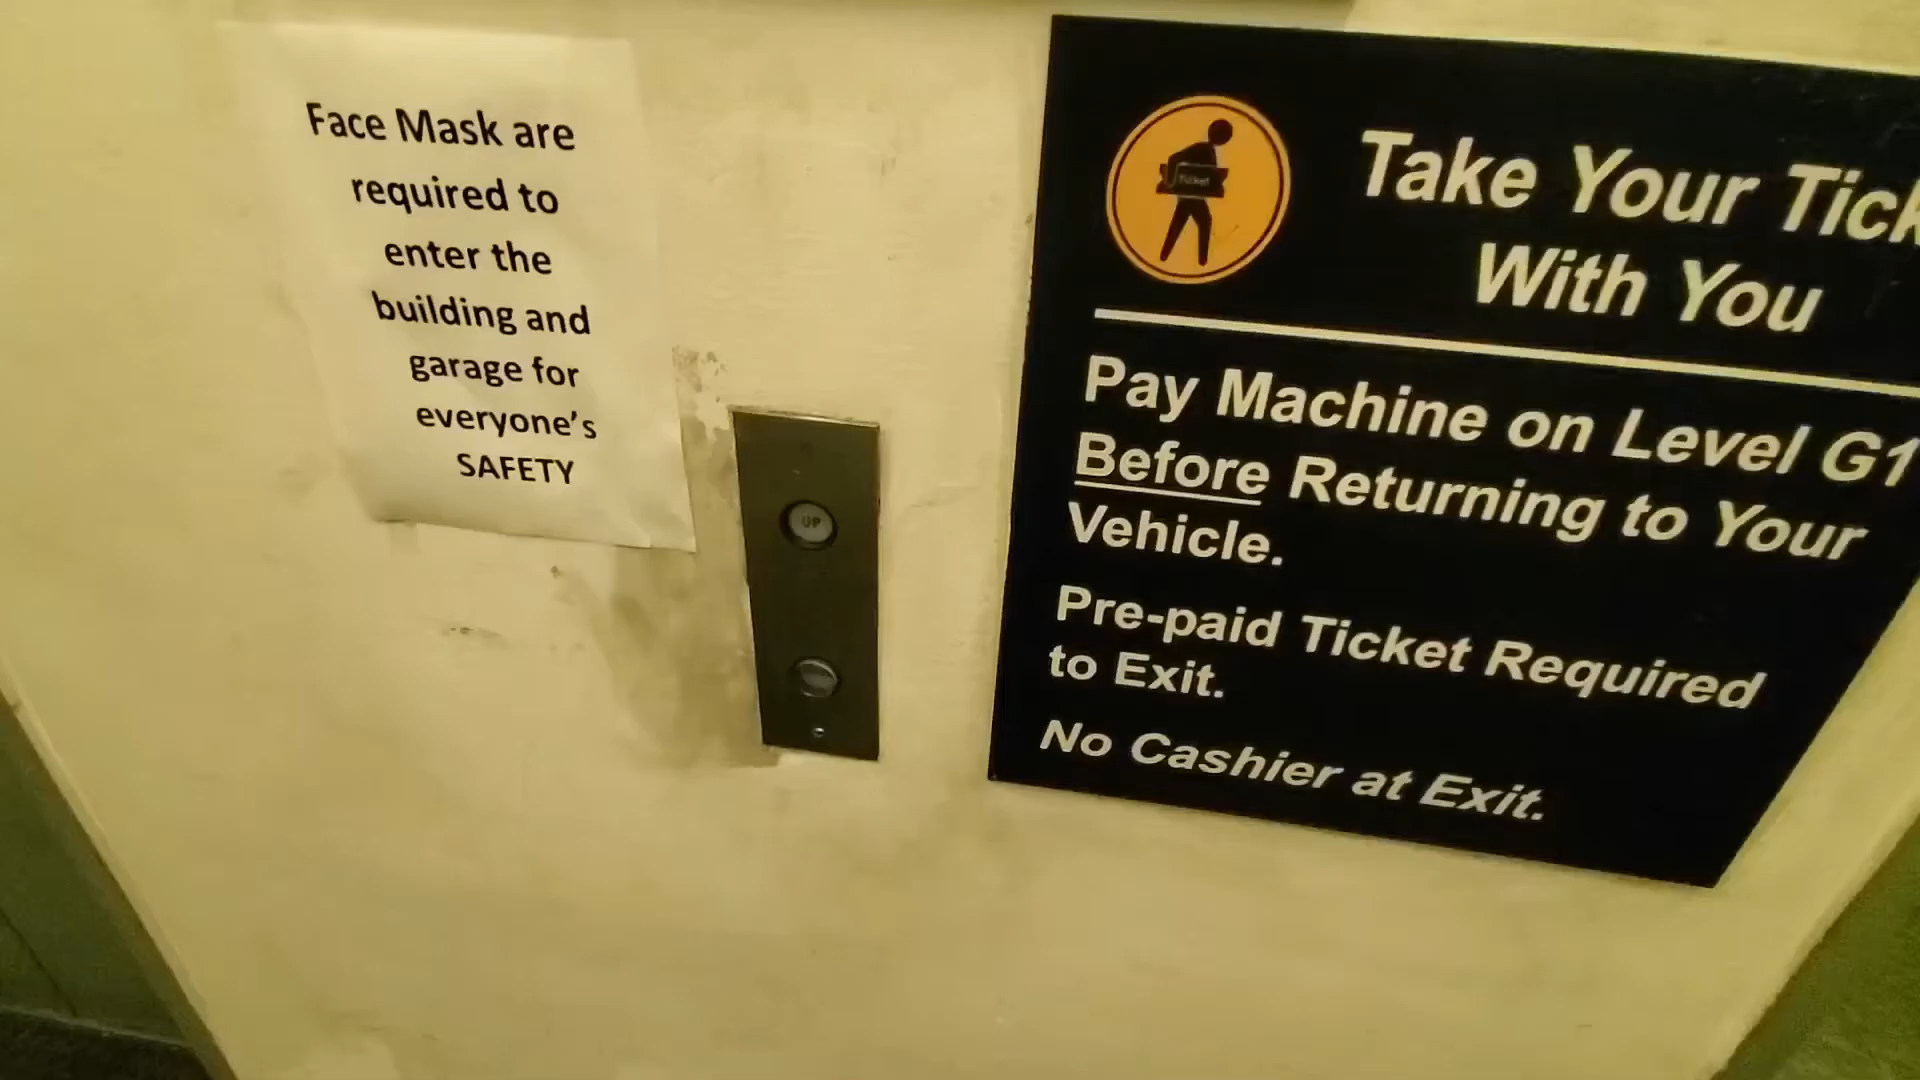 Face Mask are
required to
enter the
building and
garage for
everyone's
SAFETY
UP
Ticket
Take Your Tick
With You
Pay Machine on Level G1
Before Returning to Your
Vehicle.
Pre-paid Ticket Required
to Exit.
No Cashier at Exit.